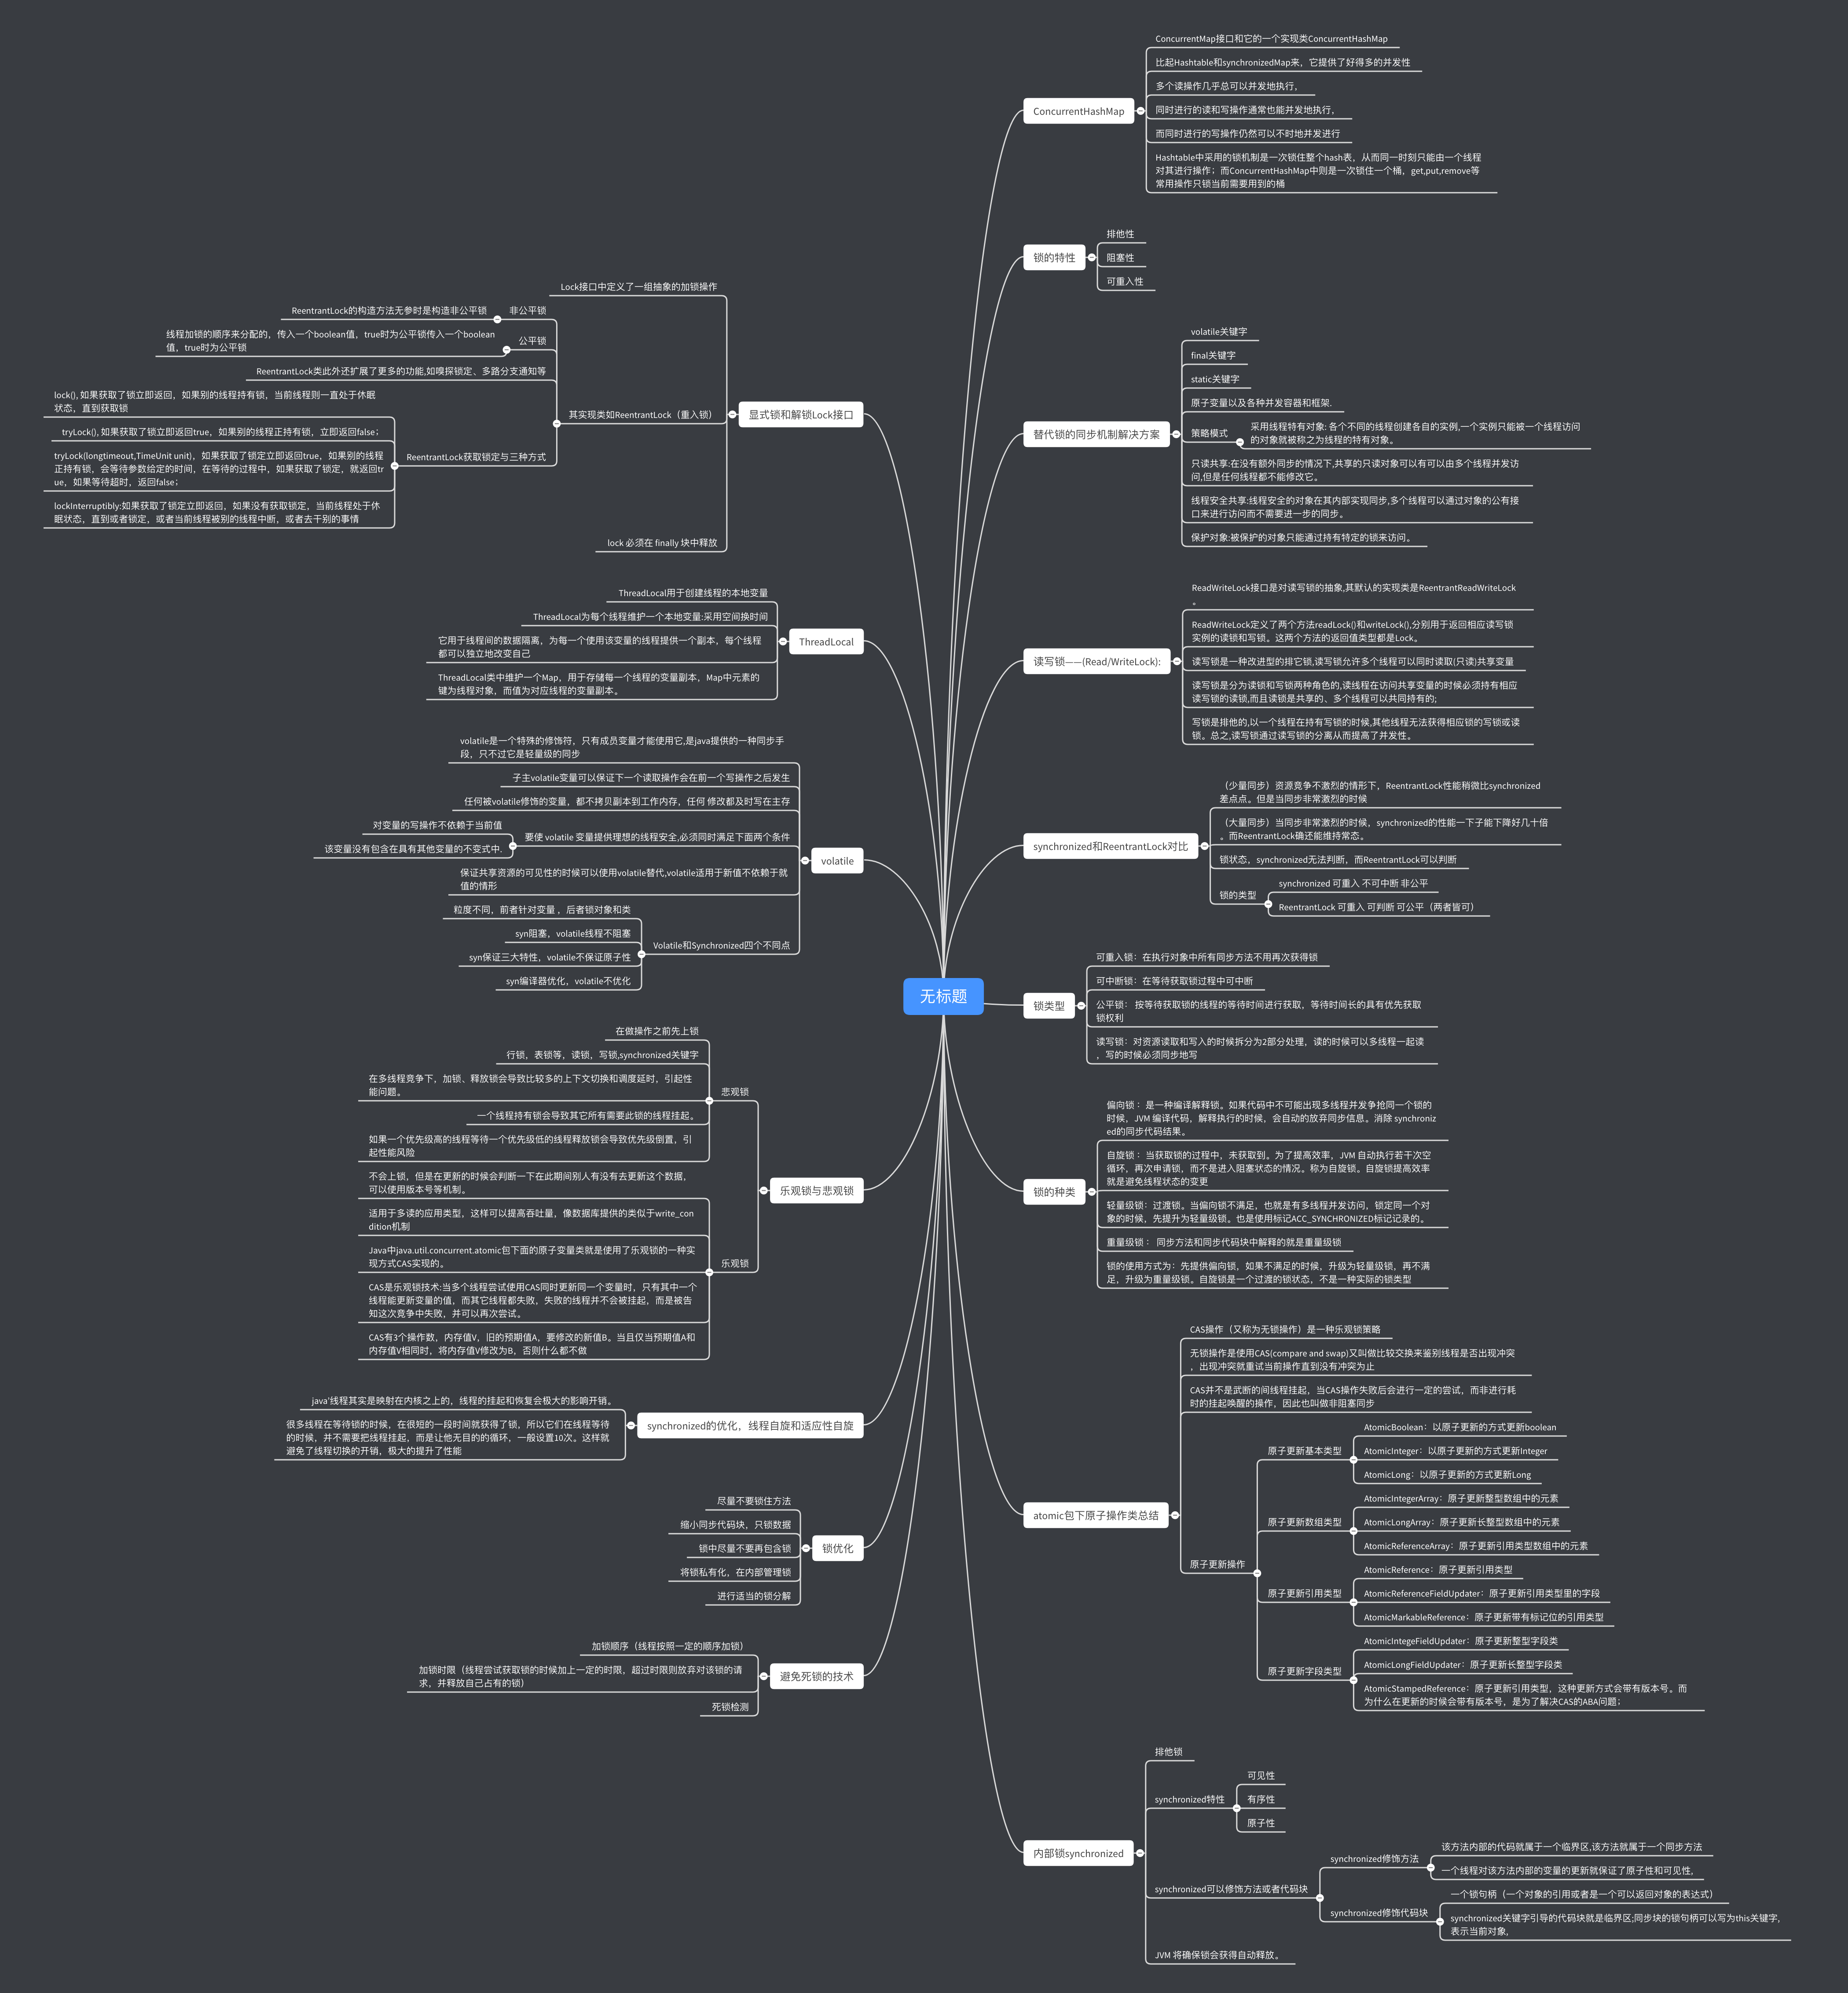 无标题
ConcurrentHashMap
ConcurrentMap接口和它的一个实现类ConcurrentHashMap
比起Hashtable和synchronizedMap来，它提供了好得多的并发性
多个读操作几乎总可以并发地执行，
同时进行的读和写操作通常也能并发地执行，
而同时进行的写操作仍然可以不时地并发进行
Hashtable中采用的锁机制是一次锁住整个hash表，从而同一时刻只能由一个线程
对其进行操作；而ConcurrentHashMap中则是一次锁住一个桶，get,put,remove等
常用操作只锁当前需要用到的桶
锁的特性
排他性
阻塞性
可重入性
替代锁的同步机制解决方案
volatile关键字
final关键字
static关键字
原子变量以及各种并发容器和框架.
策略模式
采用线程特有对象: 各个不同的线程创建各自的实例,一个实例只能被一个线程访问
的对象就被称之为线程的特有对象。
只读共享:在没有额外同步的情况下,共享的只读对象可以有可以由多个线程并发访
问,但是任何线程都不能修改它。
线程安全共享:线程安全的对象在其内部实现同步,多个线程可以通过对象的公有接
口来进行访问而不需要进一步的同步。
保护对象:被保护的对象只能通过持有特定的锁来访问。
读写锁——(Read/WriteLock):
ReadWriteLock接口是对读写锁的抽象,其默认的实现类是ReentrantReadWriteLock
。
ReadWriteLock定义了两个方法readLock()和writeLock(),分别用于返回相应读写锁
实例的读锁和写锁。这两个方法的返回值类型都是Lock。
读写锁是一种改进型的排它锁,读写锁允许多个线程可以同时读取(只读)共享变量
读写锁是分为读锁和写锁两种角色的,读线程在访问共享变量的时候必须持有相应
读写锁的读锁,而且读锁是共享的、多个线程可以共同持有的;
写锁是排他的,以一个线程在持有写锁的时候,其他线程无法获得相应锁的写锁或读
锁。总之,读写锁通过读写锁的分离从而提高了并发性。
synchronized和ReentrantLock对比
（少量同步）资源竞争不激烈的情形下，ReentrantLock性能稍微比synchronized
差点点。但是当同步非常激烈的时候
（大量同步）当同步非常激烈的时候，synchronized的性能一下子能下降好几十倍
。而ReentrantLock确还能维持常态。
锁状态，synchronized无法判断，而ReentrantLock可以判断
锁的类型
synchronized 可重入 不可中断 非公平
ReentrantLock 可重入 可判断 可公平（两者皆可）
锁类型
可重入锁：在执行对象中所有同步方法不用再次获得锁
可中断锁：在等待获取锁过程中可中断
公平锁： 按等待获取锁的线程的等待时间进行获取，等待时间长的具有优先获取
锁权利
读写锁：对资源读取和写入的时候拆分为2部分处理，读的时候可以多线程一起读
，写的时候必须同步地写
锁的种类
偏向锁 ：是一种编译解释锁。如果代码中不可能出现多线程并发争抢同一个锁的
时候，JVM 编译代码，解释执行的时候，会自动的放弃同步信息。消除 synchroniz
ed的同步代码结果。
自旋锁 ：当获取锁的过程中，未获取到。为了提高效率，JVM 自动执行若干次空
循环，再次申请锁，而不是进入阻塞状态的情况。称为自旋锁。自旋锁提高效率
就是避免线程状态的变更
轻量级锁：过渡锁。当偏向锁不满足，也就是有多线程并发访问，锁定同一个对
象的时候，先提升为轻量级锁。也是使用标记ACC_SYNCHRONIZED标记记录的。
重量级锁 ： 同步方法和同步代码块中解释的就是重量级锁
锁的使用方式为：先提供偏向锁，如果不满足的时候，升级为轻量级锁，再不满
足，升级为重量级锁。自旋锁是一个过渡的锁状态，不是一种实际的锁类型
atomic包下原子操作类总结
CAS操作（又称为无锁操作）是一种乐观锁策略
无锁操作是使用CAS(compare and swap)又叫做比较交换来鉴别线程是否出现冲突
，出现冲突就重试当前操作直到没有冲突为止
CAS并不是武断的间线程挂起，当CAS操作失败后会进行一定的尝试，而非进行耗
时的挂起唤醒的操作，因此也叫做非阻塞同步
原子更新操作
原子更新基本类型
AtomicBoolean：以原子更新的方式更新boolean
AtomicInteger：以原子更新的方式更新Integer
AtomicLong：以原子更新的方式更新Long
原子更新数组类型
AtomicIntegerArray：原子更新整型数组中的元素
AtomicLongArray：原子更新长整型数组中的元素
AtomicReferenceArray：原子更新引用类型数组中的元素
原子更新引用类型
AtomicReference：原子更新引用类型
AtomicReferenceFieldUpdater：原子更新引用类型里的字段
AtomicMarkableReference：原子更新带有标记位的引用类型
原子更新字段类型
AtomicIntegeFieldUpdater：原子更新整型字段类
AtomicLongFieldUpdater：原子更新长整型字段类
AtomicStampedReference：原子更新引用类型，这种更新方式会带有版本号。而
为什么在更新的时候会带有版本号，是为了解决CAS的ABA问题；
内部锁synchronized
排他锁
synchronized特性
可见性
有序性
原子性
synchronized可以修饰方法或者代码块
synchronized修饰方法
该方法内部的代码就属于一个临界区,该方法就属于一个同步方法
一个线程对该方法内部的变量的更新就保证了原子性和可见性,
synchronized修饰代码块
一个锁句柄（一个对象的引用或者是一个可以返回对象的表达式）
synchronized关键字引导的代码块就是临界区;同步块的锁句柄可以写为this关键字,
表示当前对象,
JVM 将确保锁会获得自动释放。
显式锁和解锁Lock接口
Lock接口中定义了一组抽象的加锁操作
其实现类如ReentrantLock（重入锁）
非公平锁
ReentrantLock的构造方法无参时是构造非公平锁
公平锁
线程加锁的顺序来分配的，传入一个boolean值，true时为公平锁传入一个boolean
值，true时为公平锁
ReentrantLock类此外还扩展了更多的功能,如嗅探锁定、多路分支通知等
ReentrantLock获取锁定与三种方式
lock(), 如果获取了锁立即返回，如果别的线程持有锁，当前线程则一直处于休眠
状态，直到获取锁
tryLock(), 如果获取了锁立即返回true，如果别的线程正持有锁，立即返回false；
tryLock(longtimeout,TimeUnit unit)，如果获取了锁定立即返回true，如果别的线程
正持有锁，会等待参数给定的时间，在等待的过程中，如果获取了锁定，就返回tr
ue，如果等待超时，返回false；
lockInterruptibly:如果获取了锁定立即返回，如果没有获取锁定，当前线程处于休
眠状态，直到或者锁定，或者当前线程被别的线程中断，或者去干别的事情
lock 必须在 finally 块中释放
ThreadLocal
ThreadLocal用于创建线程的本地变量
ThreadLocal为每个线程维护一个本地变量:采用空间换时间
它用于线程间的数据隔离，为每一个使用该变量的线程提供一个副本，每个线程
都可以独立地改变自己
ThreadLocal类中维护一个Map，用于存储每一个线程的变量副本，Map中元素的
键为线程对象，而值为对应线程的变量副本。
volatile
volatile是一个特殊的修饰符，只有成员变量才能使用它,是java提供的一种同步手
段，只不过它是轻量级的同步
子主volatile变量可以保证下一个读取操作会在前一个写操作之后发生
任何被volatile修饰的变量，都不拷贝副本到工作内存，任何 修改都及时写在主存
要使 volatile 变量提供理想的线程安全,必须同时满足下面两个条件
对变量的写操作不依赖于当前值
该变量没有包含在具有其他变量的不变式中.
保证共享资源的可见性的时候可以使用volatile替代,volatile适用于新值不依赖于就
值的情形
Volatile和Synchronized四个不同点
粒度不同，前者针对变量 ，后者锁对象和类
syn阻塞，volatile线程不阻塞
syn保证三大特性，volatile不保证原子性
syn编译器优化，volatile不优化
乐观锁与悲观锁
悲观锁
在做操作之前先上锁
行锁，表锁等，读锁，写锁,synchronized关键字
在多线程竞争下，加锁、释放锁会导致比较多的上下文切换和调度延时，引起性
能问题。
一个线程持有锁会导致其它所有需要此锁的线程挂起。
如果一个优先级高的线程等待一个优先级低的线程释放锁会导致优先级倒置，引
起性能风险
乐观锁
不会上锁，但是在更新的时候会判断一下在此期间别人有没有去更新这个数据，
可以使用版本号等机制。
适用于多读的应用类型，这样可以提高吞吐量，像数据库提供的类似于write_con
dition机制
Java中java.util.concurrent.atomic包下面的原子变量类就是使用了乐观锁的一种实
现方式CAS实现的。
CAS是乐观锁技术:当多个线程尝试使用CAS同时更新同一个变量时，只有其中一个
线程能更新变量的值，而其它线程都失败，失败的线程并不会被挂起，而是被告
知这次竞争中失败，并可以再次尝试。
CAS有3个操作数，内存值V，旧的预期值A，要修改的新值B。当且仅当预期值A和
内存值V相同时，将内存值V修改为B，否则什么都不做
synchronized的优化，线程自旋和适应性自旋
java'线程其实是映射在内核之上的，线程的挂起和恢复会极大的影响开销。
很多线程在等待锁的时候，在很短的一段时间就获得了锁，所以它们在线程等待
的时候，并不需要把线程挂起，而是让他无目的的循环，一般设置10次。这样就
避免了线程切换的开销，极大的提升了性能
锁优化
尽量不要锁住方法
缩小同步代码块，只锁数据
锁中尽量不要再包含锁
将锁私有化，在内部管理锁
进行适当的锁分解
避免死锁的技术
加锁顺序（线程按照一定的顺序加锁）
加锁时限（线程尝试获取锁的时候加上一定的时限，超过时限则放弃对该锁的请
求，并释放自己占有的锁）
死锁检测